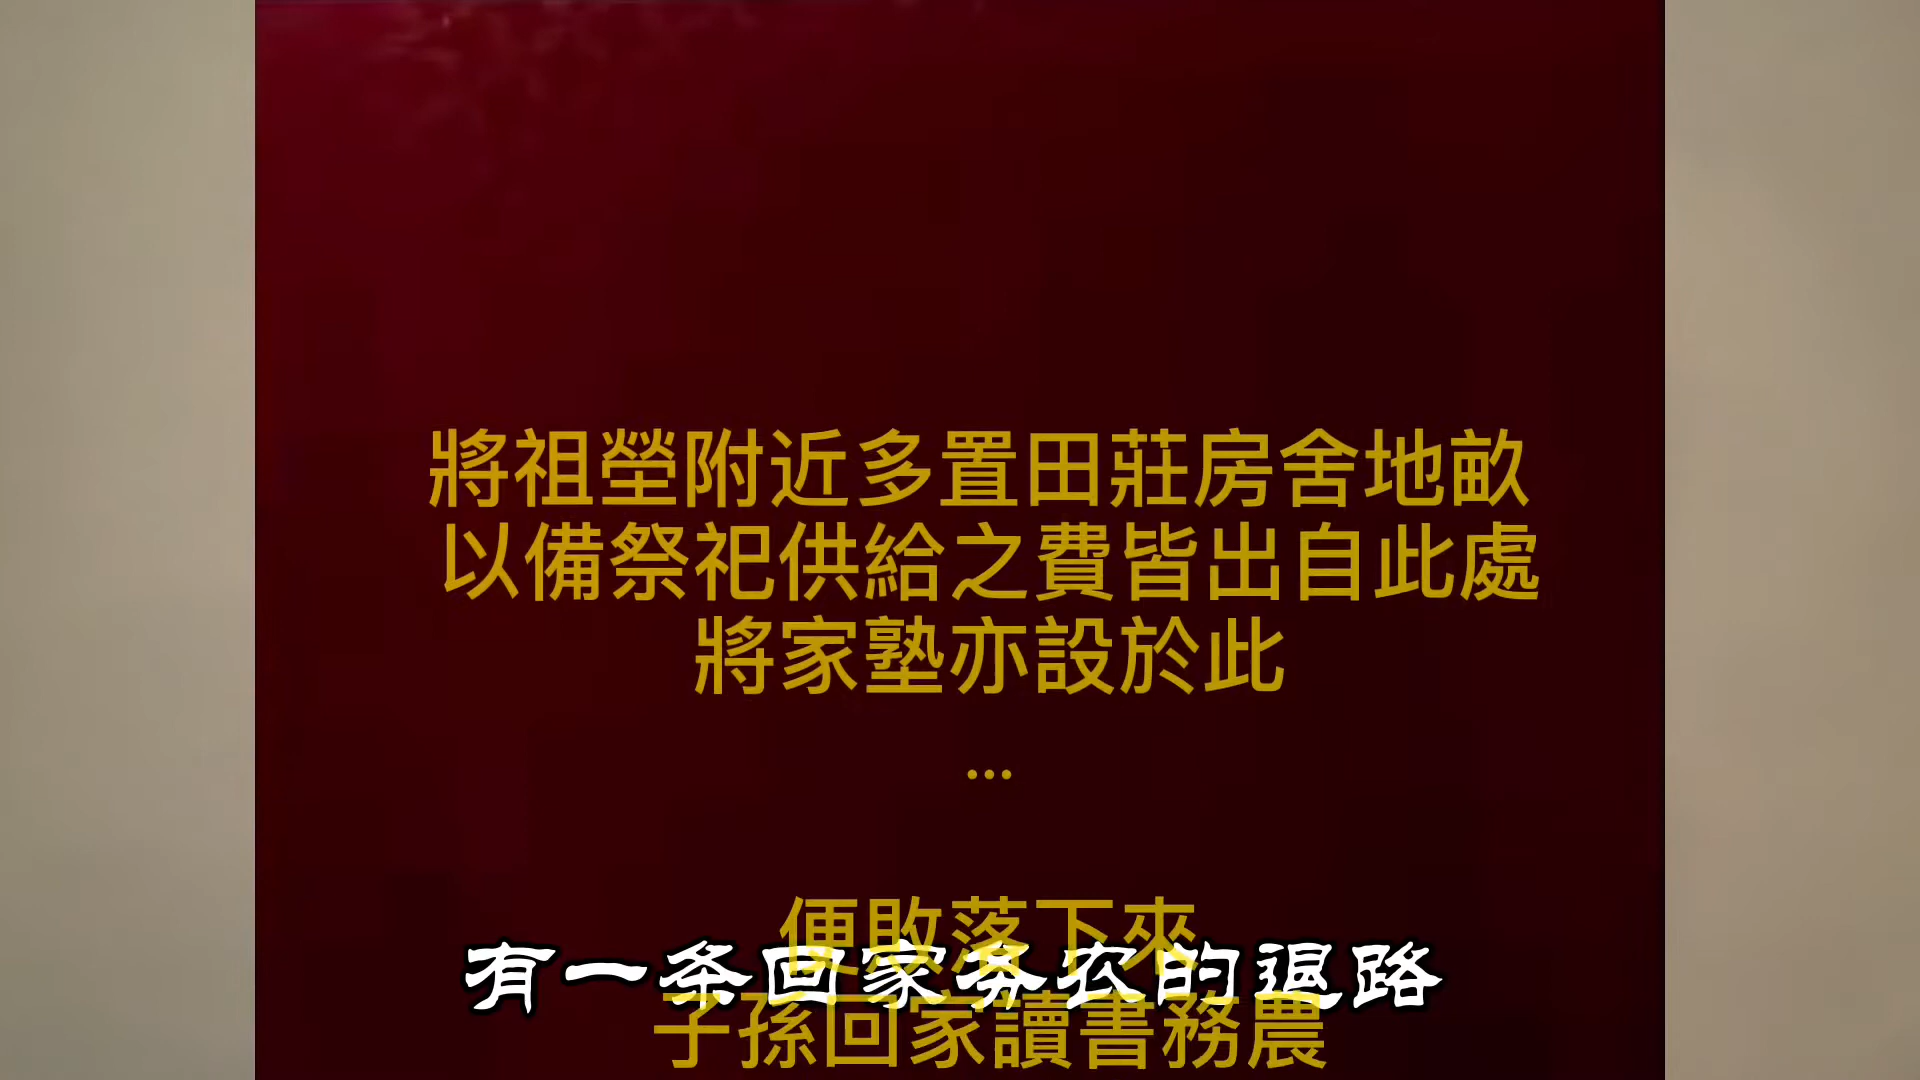 將祖塋附近多置田莊房舍地畝
以備祭祀供給之費皆出自此處
將家塾亦設於此
...
便敗落下來
有一条回家务农的退路
子孫回家讀書務農